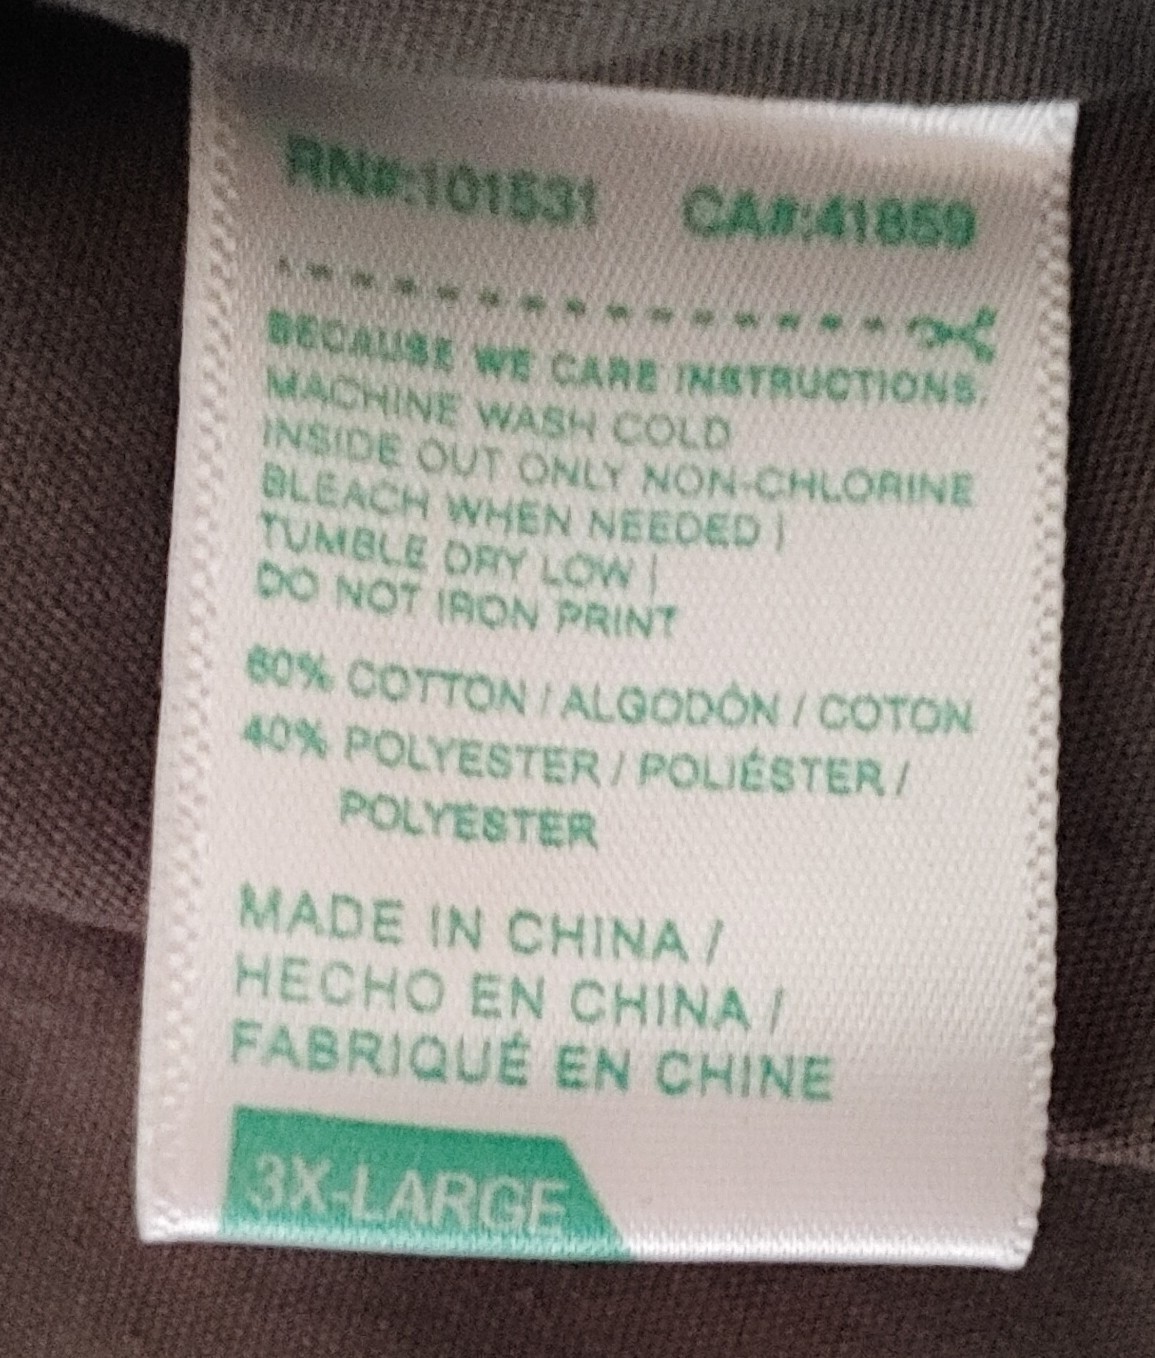 RN#:101531 CA#:41859
BECAUSE WE CARE INSTRUCTIONS:
MACHINE WASH COLD
INSIDE OUT ONLY NON-CHLORINE
BLEACH WHEN NEEDED |
TUMBLE DRY LOW |
DO NOT IRON PRINT
60% COTTON / ALGODÓN / COTON
40% POLYESTER / POLIÉSTER /
POLYESTER
MADE IN CHINA /
HECHO EN CHINA /
FABRIQUÉ EN CHINE
3X-LARGE